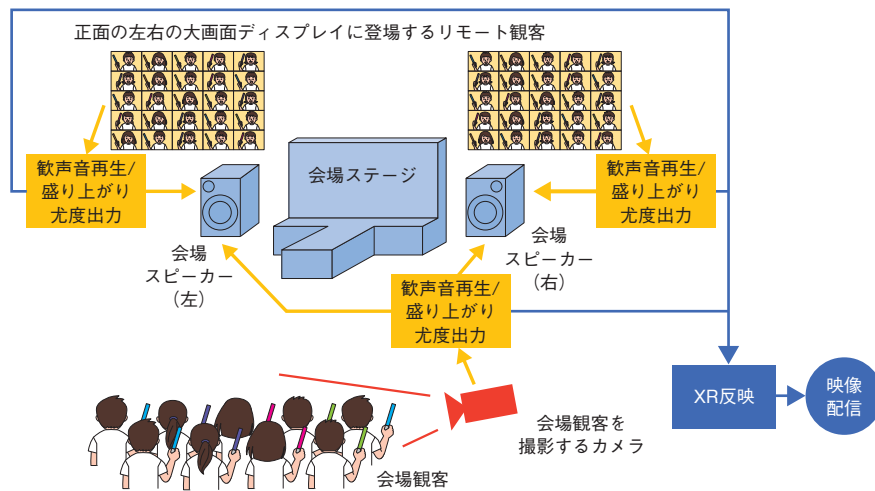 正面の左右の大画面ディスプレイに登場するリモート観客
歓声音再生/
盛り上がり
尤度出力
会場ステージ
歓声音再生/
盛り上がり
尤度出力
会場
スピーカー
（左）
会場
スピーカー
（右）
歓声音再生/
盛り上がり
尤度出力
XR反映
映像
配信
会場観客を
撮影するカメラ
会場観客